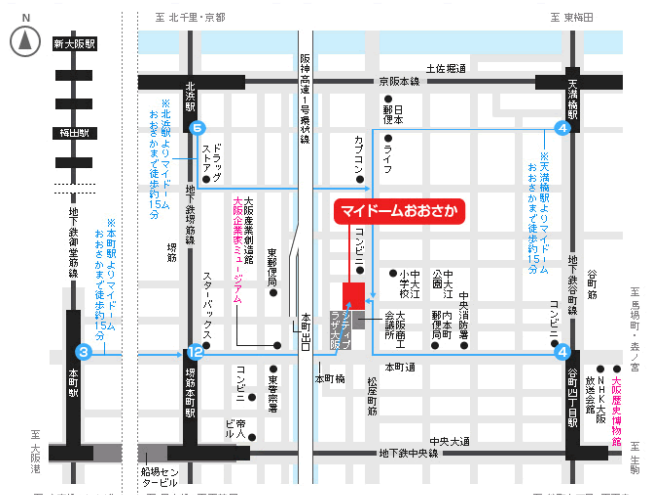 至 北千里・京都
至 東梅田
N
新大阪駅
梅田駅
土佐堀通
京阪本線
阪神高速1号環状線
北浜駅
天満橋駅
日本
郵便
5
4
ライフ
カプコン
ドラッグ
ストア
※北浜駅よりマイドーム
おおさかまで徒歩約15分
※天満橋駅よりマイドーム
おおさかまで徒歩約15分
マイドームおおさか
地下鉄御堂筋線
※本町駅よりマイドーム
おおさかまで徒歩約15分
地下鉄堺筋線
堺筋
大阪産業創造館
大阪企業家ミュージアム
東郵便局
スターバックス
コンビニ
中大江
小学校
中大江
公園
中央消防署
内本町
郵便局
大阪商工
会議所
シティプ
ラザ大阪
本町出口
地下鉄谷町線
谷町筋
コンビニ
至 馬場町・森ノ宮
3
12
4
本町駅
堺筋本町駅
谷町四丁目駅
本町橋
本町通
松屋町筋
コンビニ
東警察署
帝人
ビル
NHK大阪
放送会館
大阪歴史博物館
至 大阪港
至 生駒
中央大通
地下鉄中央線
船場セン
タービル